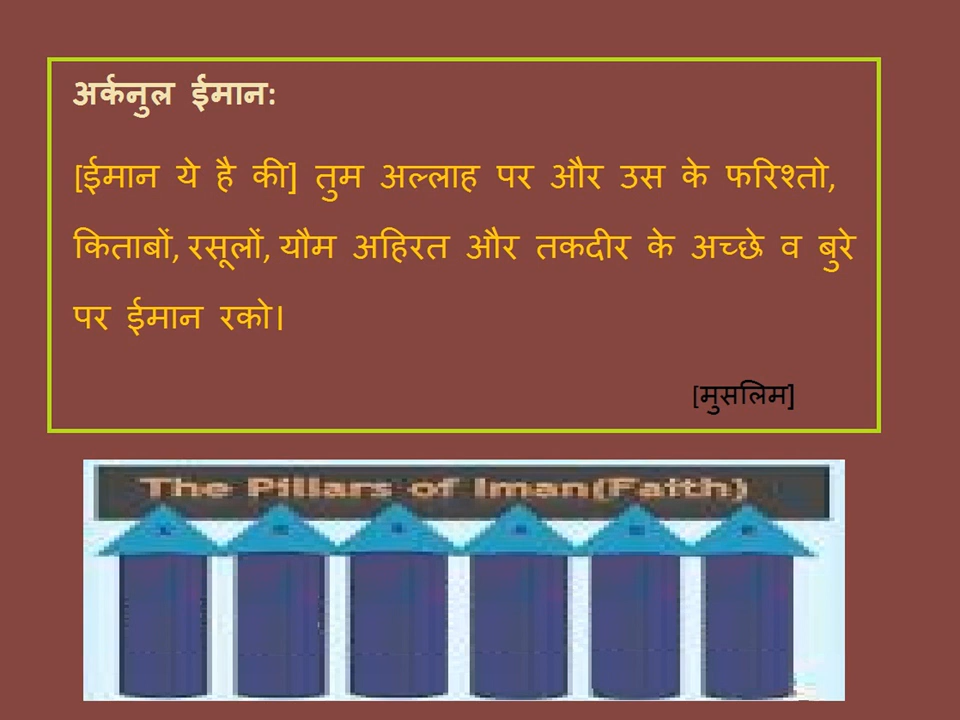 अर्कनुल ईमान:
[ईमान ये है की] तुम अल्लाह पर और उस के फरिश्तो,
किताबों, रसूलों, यौम अहिरत और तकदीर के अच्छे व बुरे
पर ईमान रको।
[मुसलिम]
The Pillars of Iman(Faith)